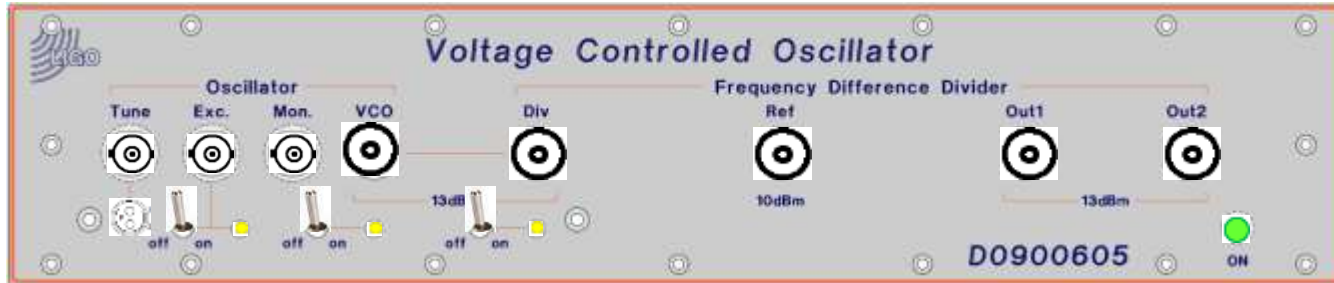 LIGO
Voltage Controlled Oscillator
Oscillator
Frequency Difference Divider
Tune Exc. Mon. VCO Div Ref Out1 Out2
10dBm 13dBm
off on off on off on
D0900605
ON